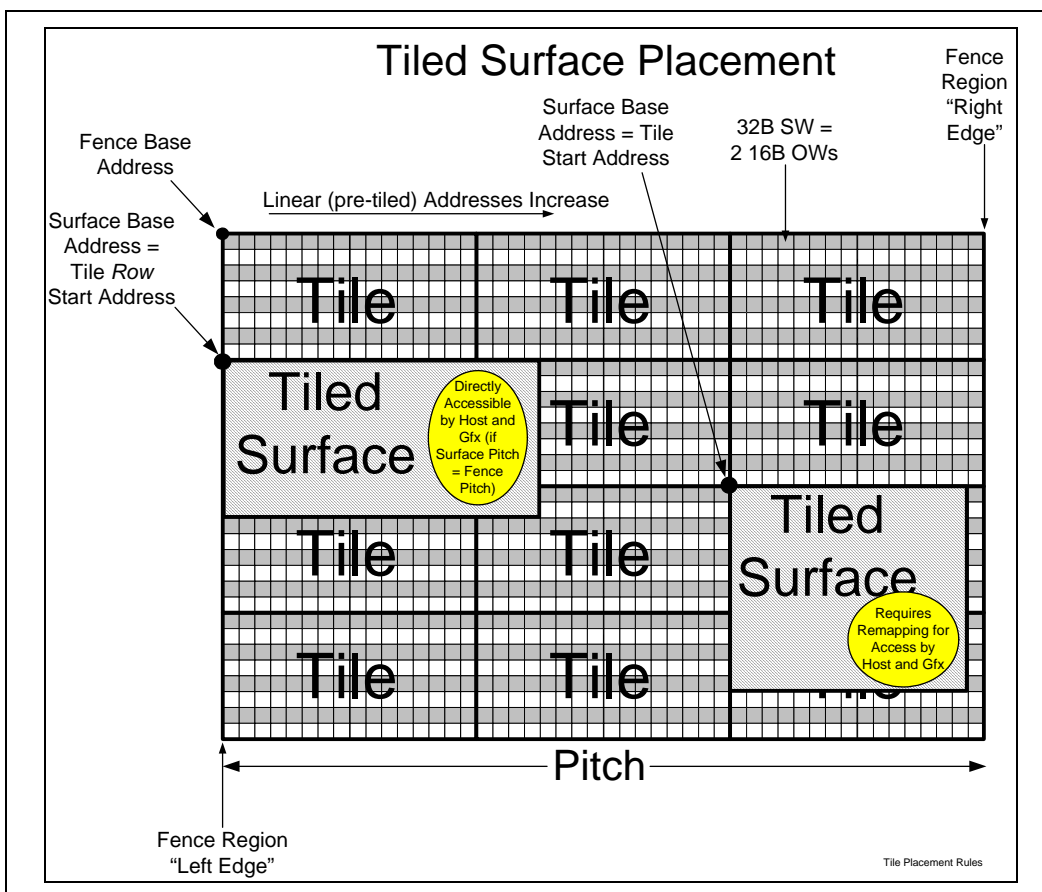 Tiled Surface Placement
Fence
Region
“Right
Edge”
Surface Base
Address = Tile
Start Address
32B SW =
2 16B OWs
Fence Base
Address
Linear (pre-tiled) Addresses Increase
Surface Base
Address =
Tile Row
Start Address
Tile
Tile
Tile
Tiled
Surface
Directly
Accessible
by Host and
Gfx (if
Surface Pitch
= Fence
Pitch)
Tile
Tile
Tile
Tile
Tiled
Surface
Requires
Remapping for
Access by
Host and Gfx
Tile
Tile
Tile
Pitch
Fence Region
“Left Edge”
Tile Placement Rules